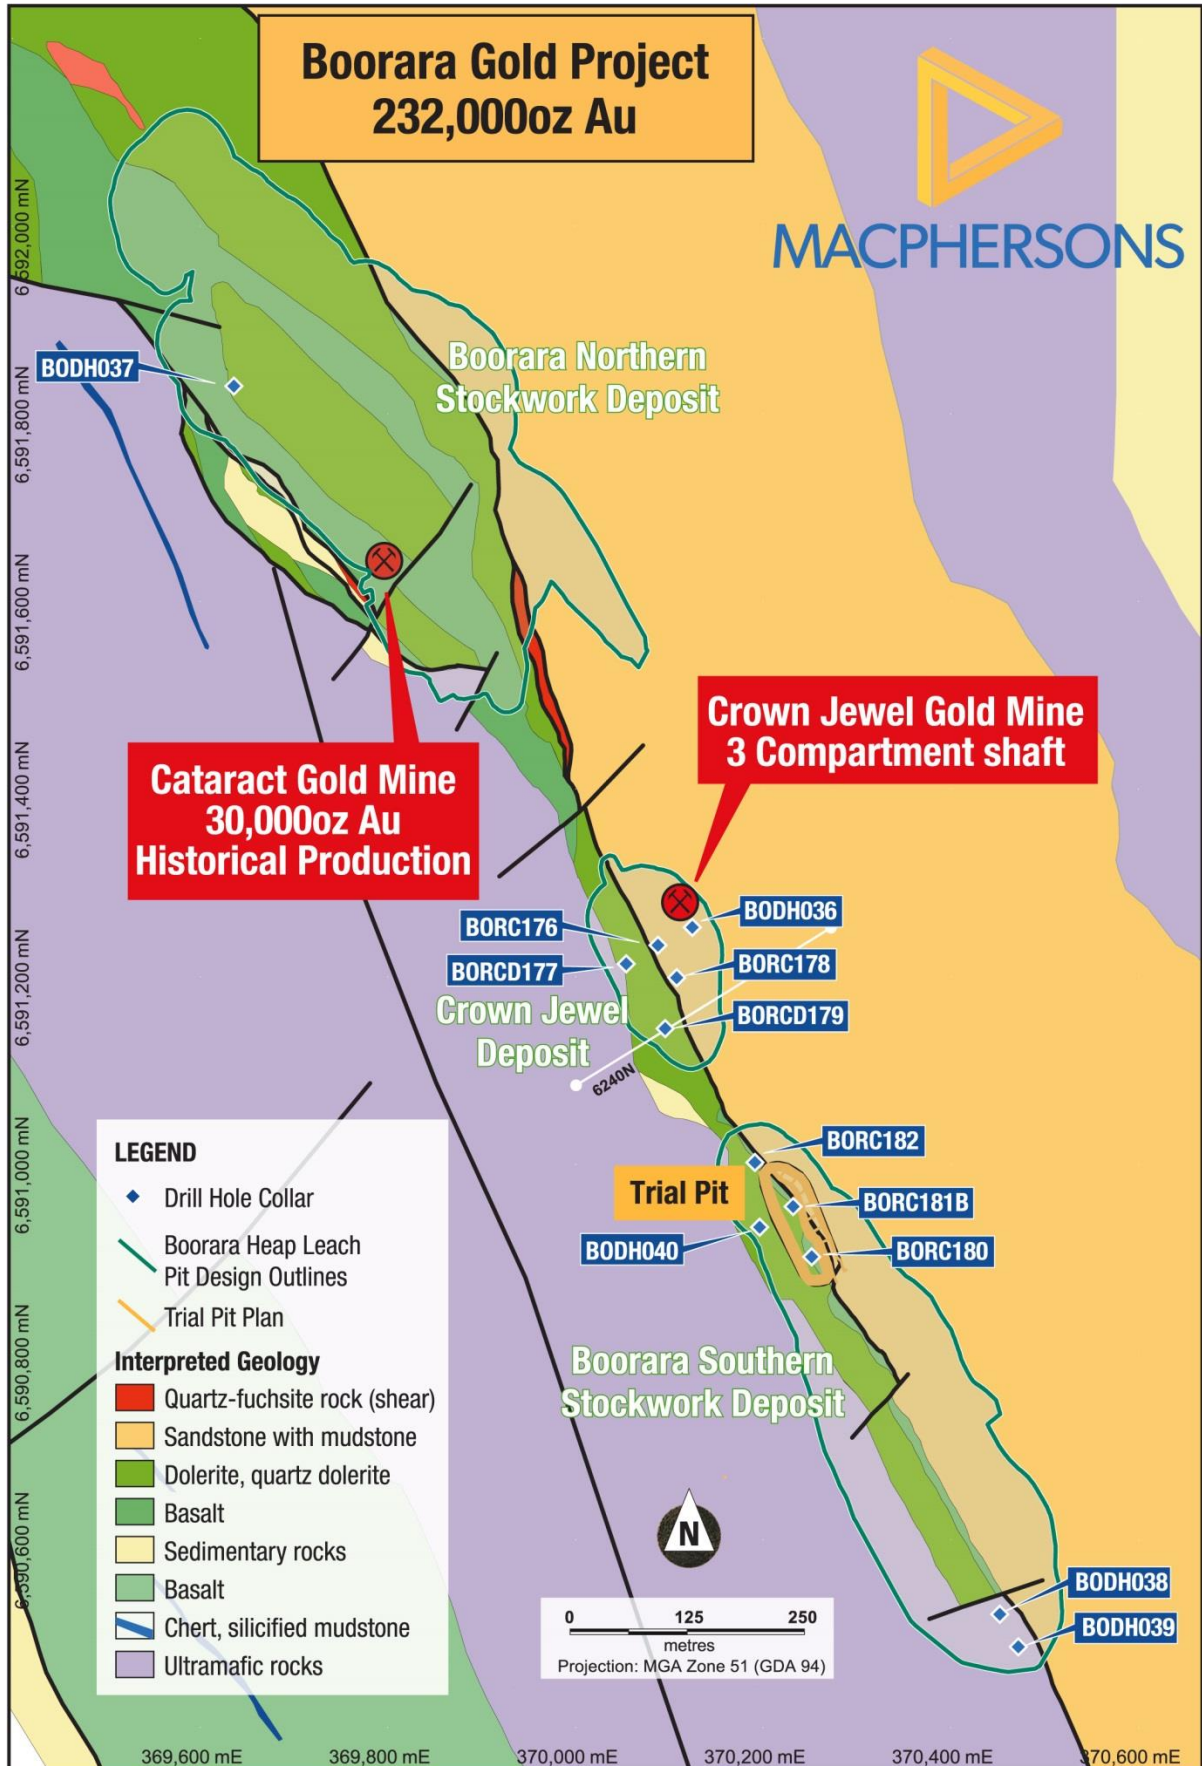 Boorara Gold Project
232,000oz Au
MACPHERSONS
6,592,000 mN
Boorara Northern
Stockwork Deposit
BODH037
6,591,800 mN
6,591,600 mN
Crown Jewel Gold Mine
3 Compartment shaft
Cataract Gold Mine
30,000oz Au
Historical Production
6,591,400 mN
BODH036
BORC176
BORC178
BORCD177
6,591,200 mN
Crown Jewel
Deposit
BORCD179
6240N
6,591,000 mN
BORC182
Trial Pit
BORC181B
BODH040
BORC180
LEGEND
Drill Hole Collar
Boorara Heap Leach
Pit Design Outlines
Trial Pit Plan
Interpreted Geology
Quartz-fuchsite rock (shear)
Sandstone with mudstone
Dolerite, quartz dolerite
Basalt
Sedimentary rocks
Basalt
Chert, silicified mudstone
Ultramafic rocks
6,590,800 mN
Boorara Southern
Stockwork Deposit
6,590,600 mN
N
0 125 250
metres
Projection: MGA Zone 51 (GDA 94)
BODH038
BODH039
369,600 mE 369,800 mE 370,000 mE 370,200 mE 370,400 mE 370,600 mE